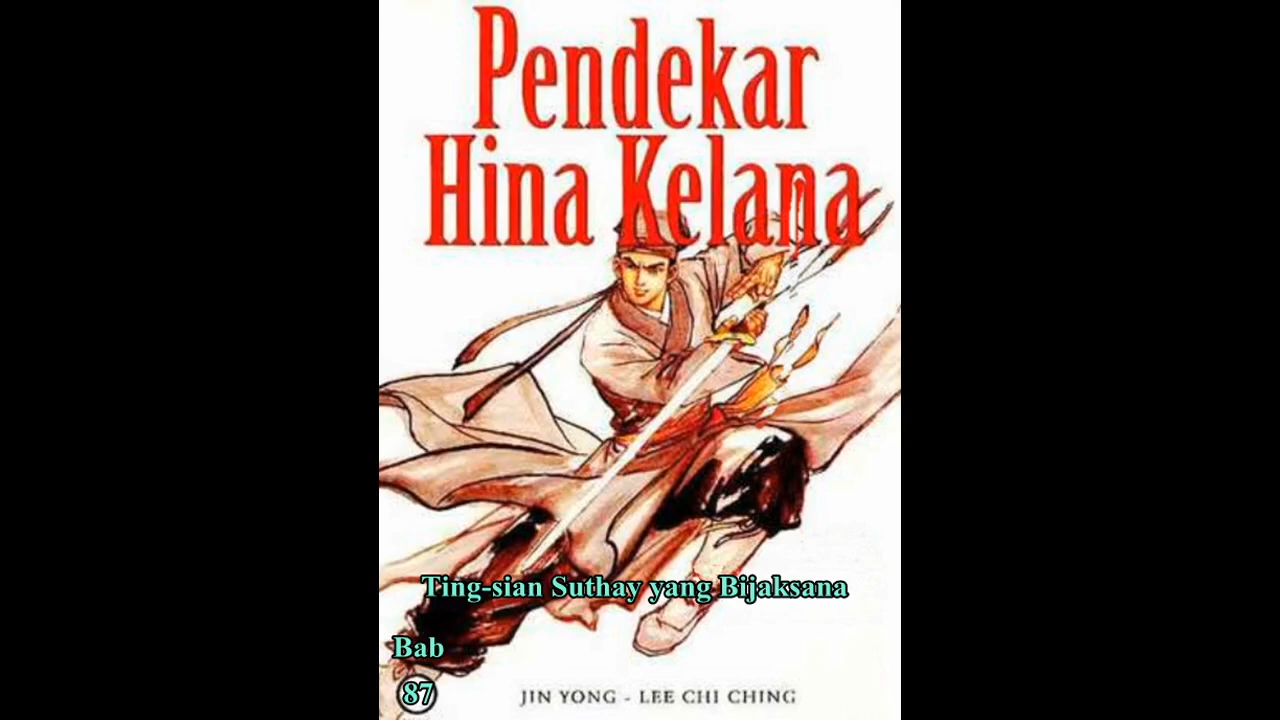 Pendekar
Hina Kelana
Ting-sian Suthay yang Bijaksana
Bab
87
JIN YONG - LEE CHI CHING